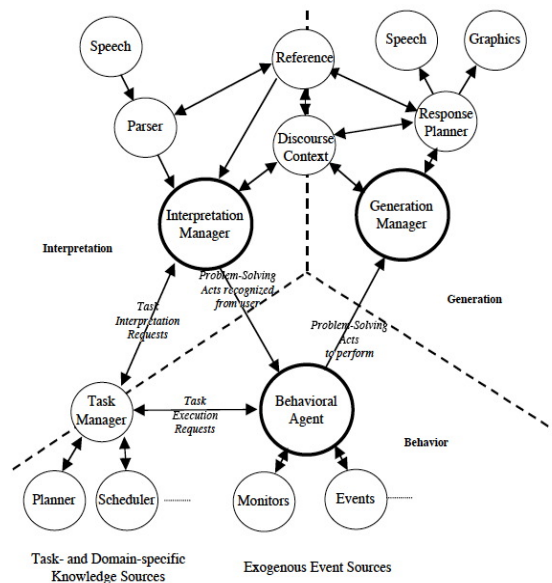 Speech
Speech
Graphics
Reference
Parser
Response
Planner
Discourse
Context
Interpretation
Manager
Generation
Manager
Interpretation
Problem-Solving
Acts recognized
from user
Generation
Task
Interpretation
Requests
Problem-Solving
Acts
to perform
Task
Manager
Task
Execution
Requests
Behavioral
Agent
Behavior
Planner
Scheduler
Monitors
Events
Task- and Domain-specific
Knowledge Sources
Exogenous Event Sources